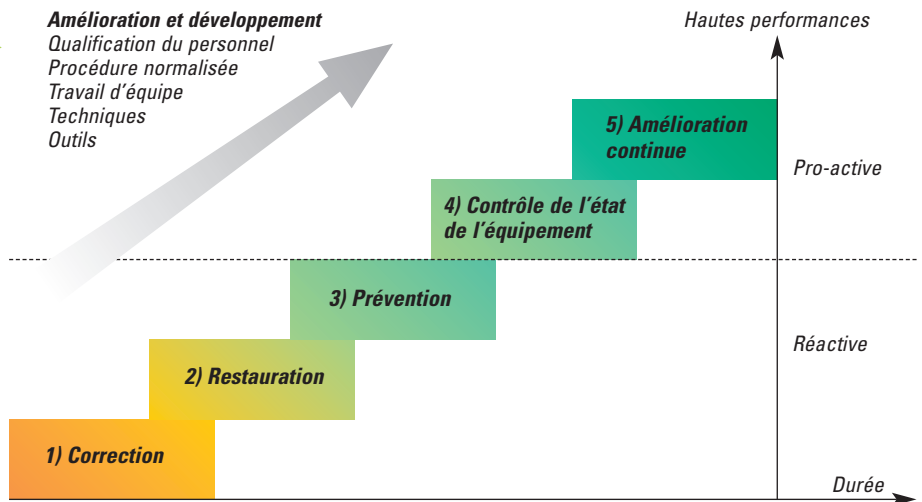 Amélioration et développement
Qualification du personnel
Procédure normalisée
Travail d'équipe
Techniques
Outils
Hautes performances
5) Amélioration
continue
Pro-active
4) Contrôle de l'état
de l'équipement
3) Prévention
Réactive
2) Restauration
1) Correction
Durée